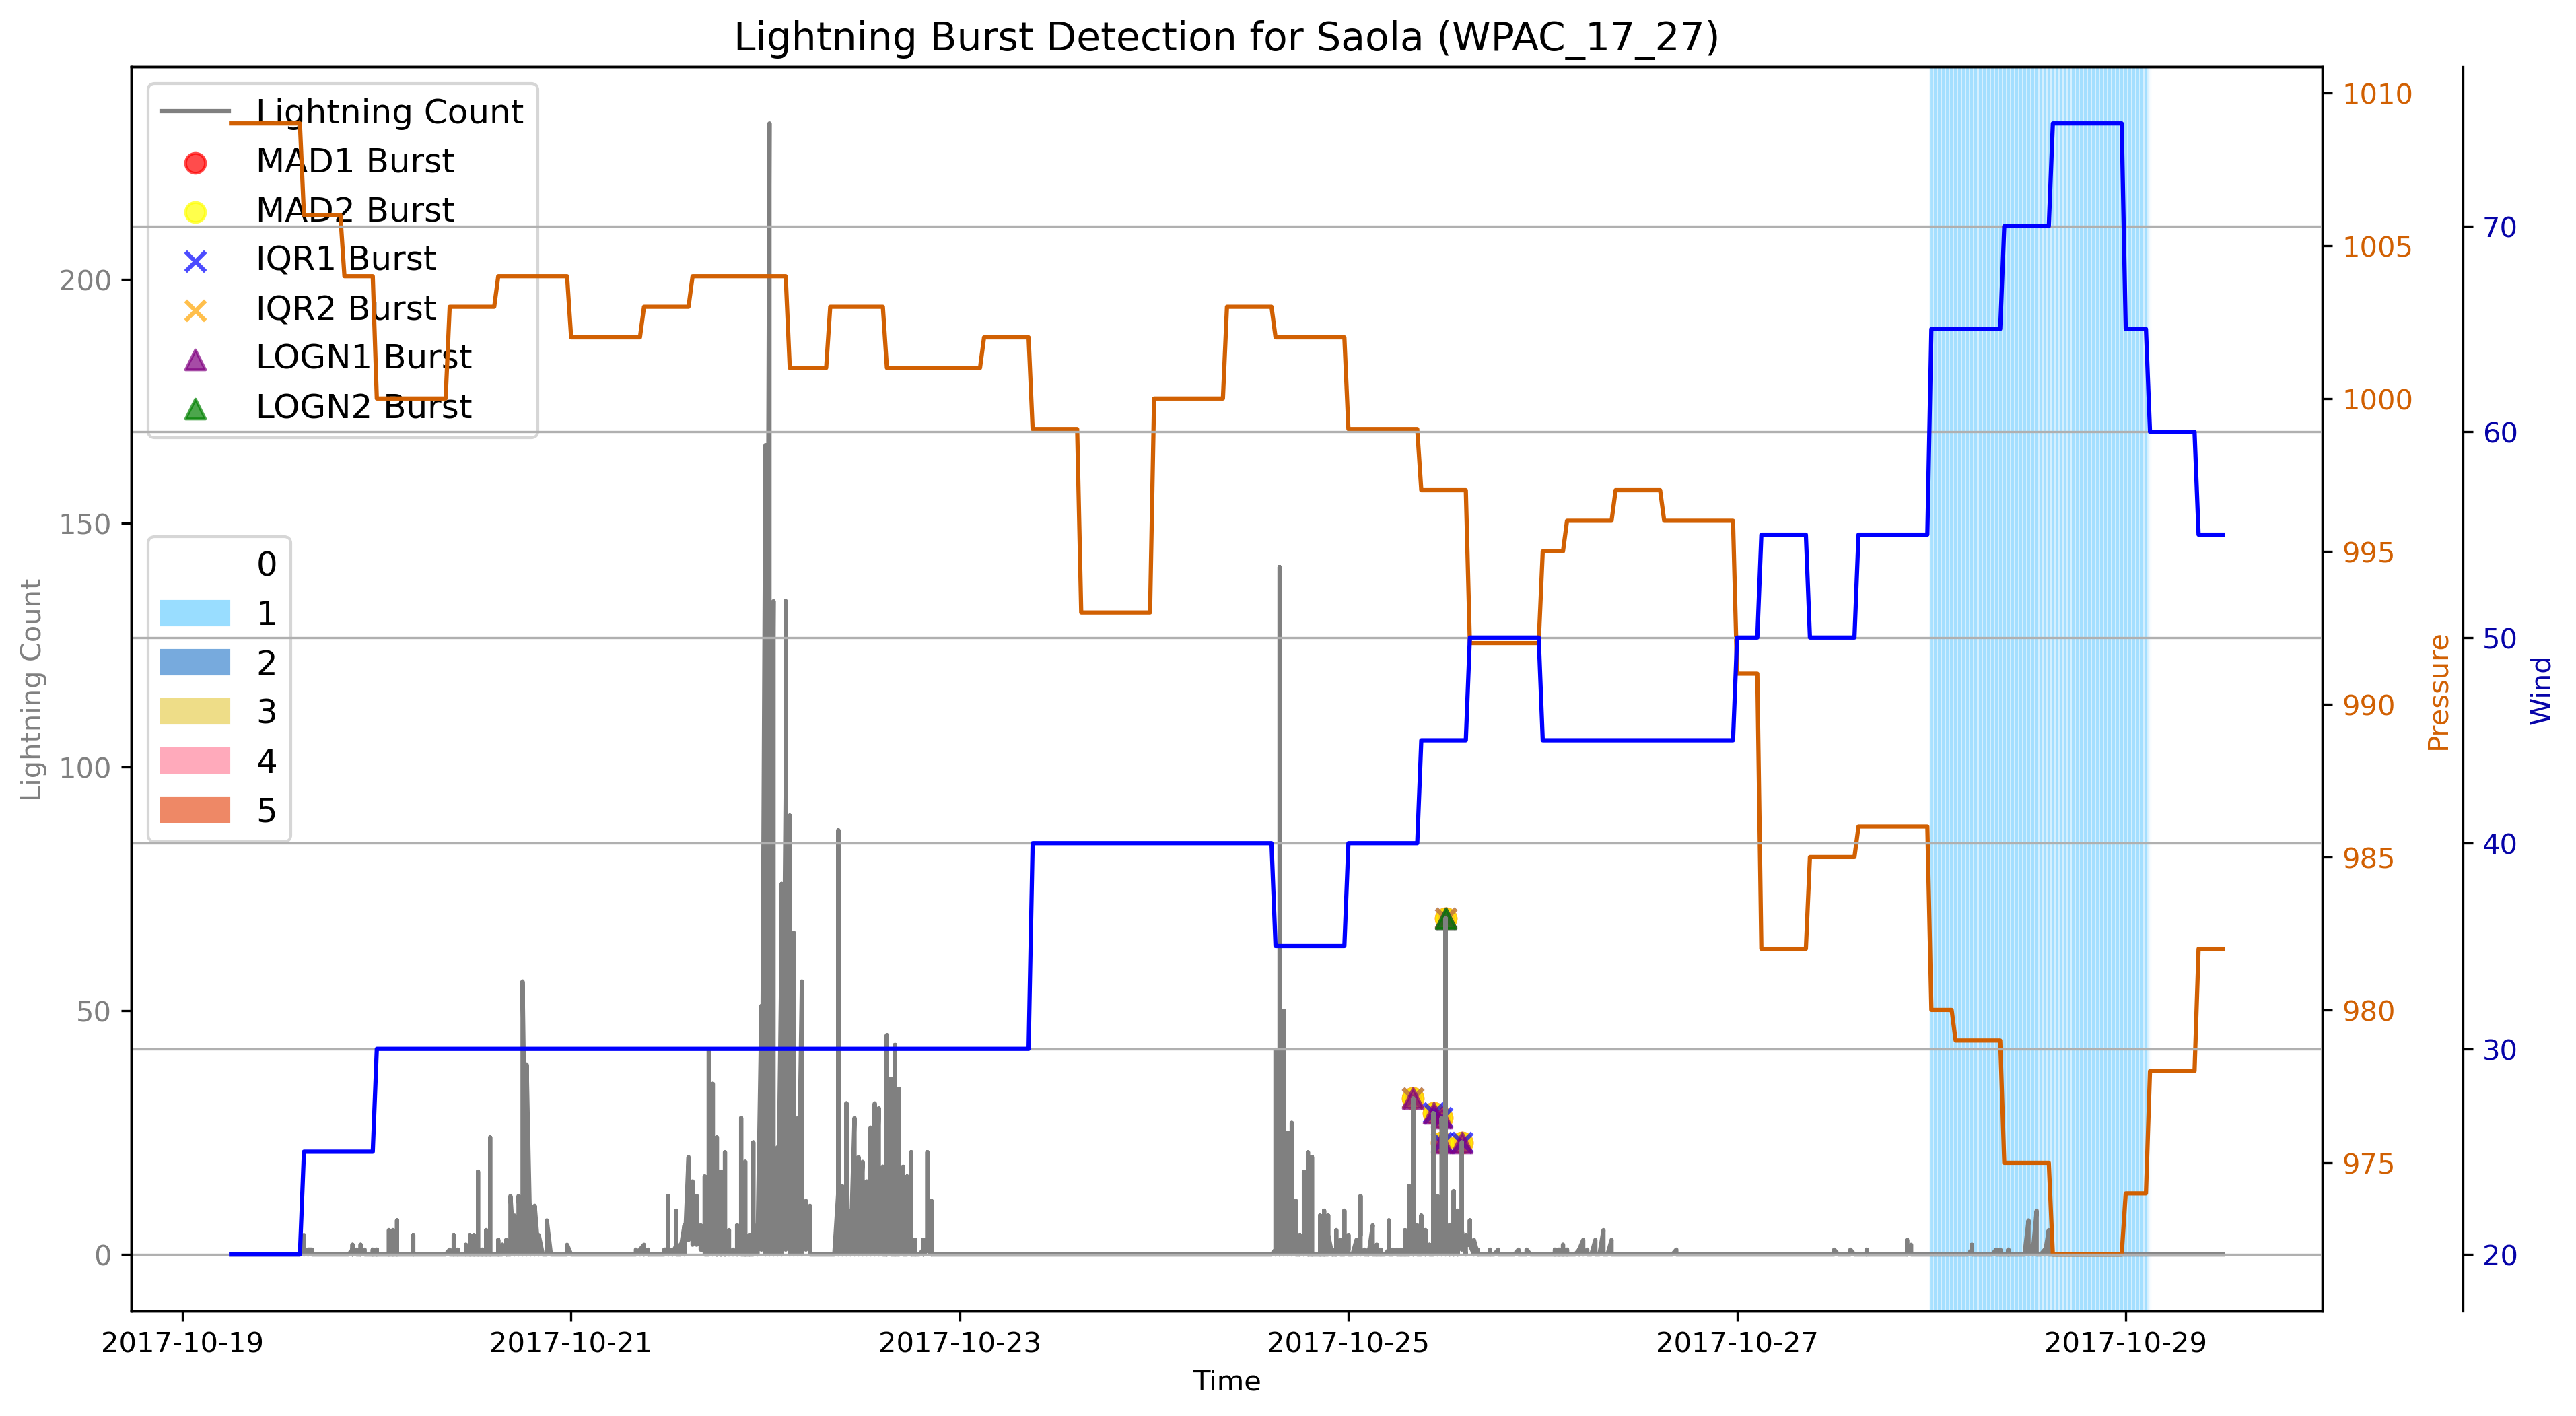 Lightning Burst Detection for Saola (WPAC_17_27)
Lightning Count
MAD1 Burst
MAD2 Burst
IQR1 Burst
IQR2 Burst
LOGN1 Burst
LOGN2 Burst
0
1
2
3
4
5
Lightning Count
200
150
100
50
0
1010
1005
1000
995
990
985
980
975
Pressure
70
60
50
40
30
20
Wind
2017-10-19
2017-10-21
2017-10-23
2017-10-25
2017-10-27
2017-10-29
Time